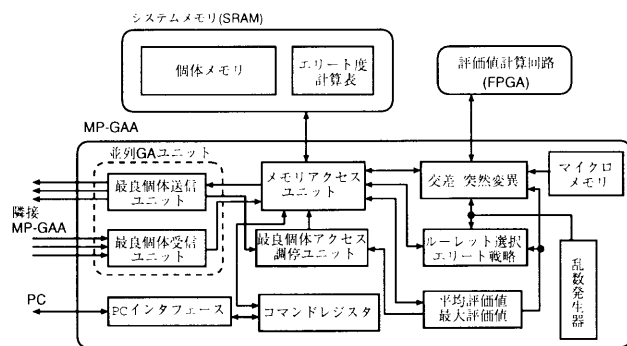 システムメモリ(SRAM)
個体メモリ
エリート度
計算表
評価値計算回路
(FPGA)
MP-GAA
並列GAユニット
最良個体送信
ユニット
メモリアクセス
ユニット
交差 突然変異
マイクロ
メモリ
隣接
MP-GAA
最良個体受信
ユニット
最良個体アクセス
調停ユニット
ルーレット選択
エリート戦略
乱数発生器
PC
PCインタフェース
コマンドレジスタ
平均評価値
最大評価値